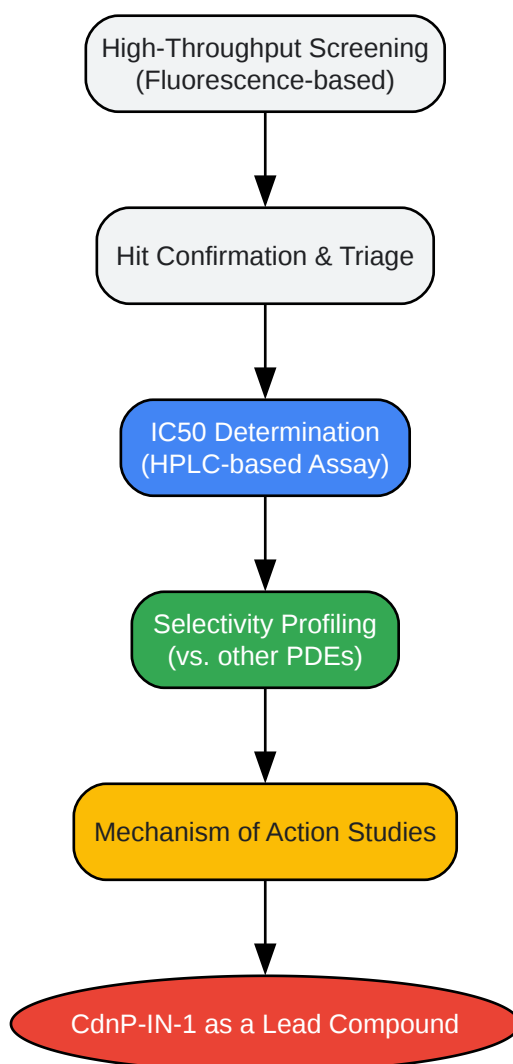 High-Throughput Screening
(Fluorescence-based)
Hit Confirmation & Triage
IC50 Determination
(HPLC-based Assay)
Selectivity Profiling
(vs. other PDEs)
Mechanism of Action Studies
CdnP-IN-1 as a Lead Compound